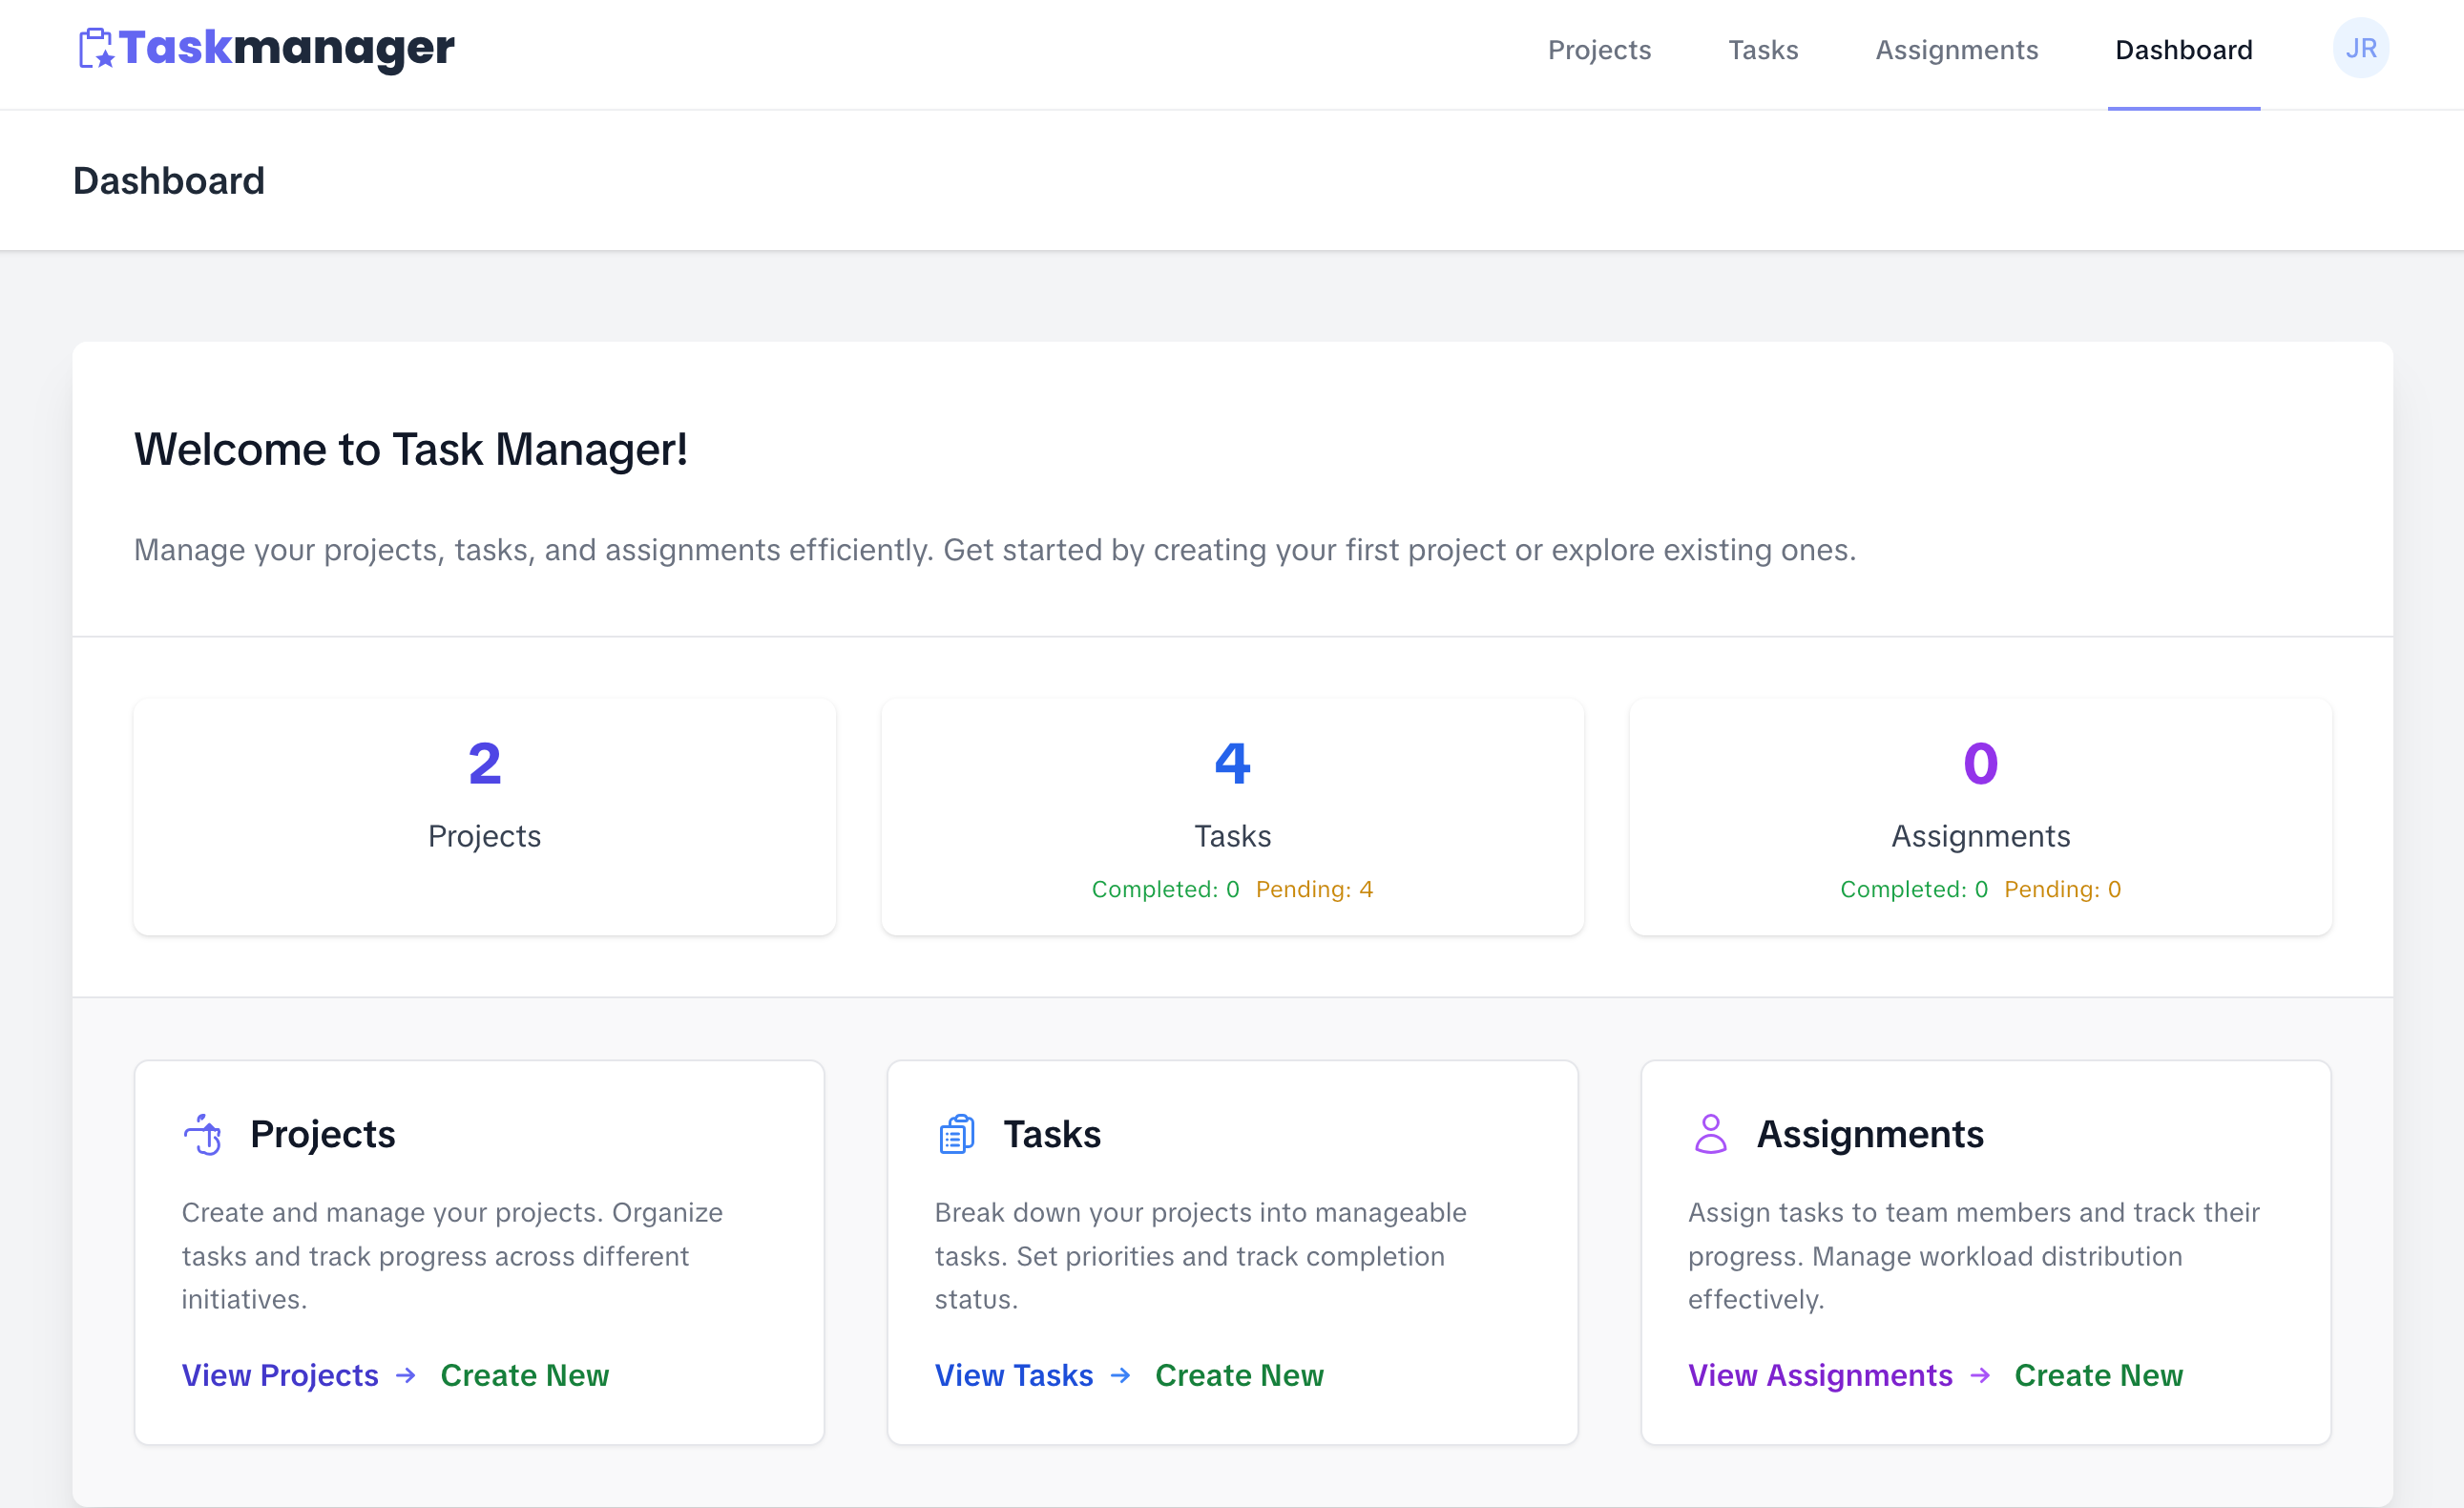 Taskmanager
Projects
Tasks
Assignments
Dashboard
JR
Dashboard
Welcome to Task Manager!
Manage your projects, tasks, and assignments efficiently. Get started by creating your first project or explore existing ones.
2
Projects
4
Tasks
Completed: 0 Pending: 4
0
Assignments
Completed: 0 Pending: 0
Projects
Create and manage your projects. Organize
tasks and track progress across different
initiatives.
View Projects → Create New
Tasks
Break down your projects into manageable
tasks. Set priorities and track completion
status.
View Tasks → Create New
Assignments
Assign tasks to team members and track their
progress. Manage workload distribution
effectively.
View Assignments → Create New